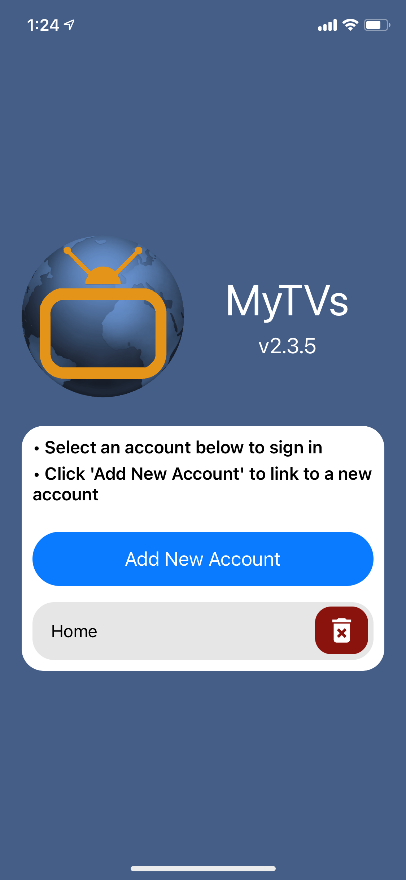 1:24
MyTVs
v2.3.5
• Select an account below to sign in
• Click 'Add New Account' to link to a new
account
Add New Account
Home